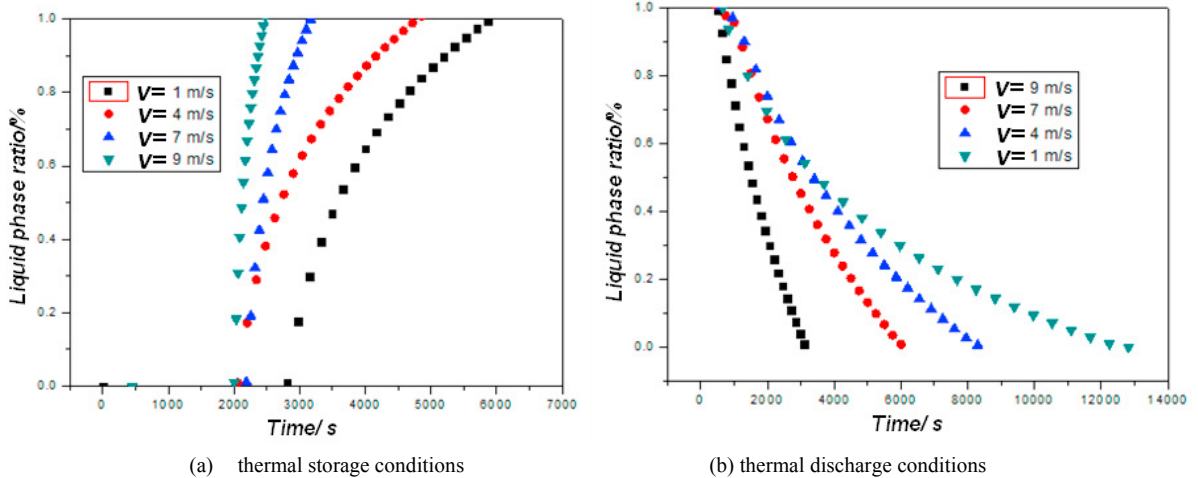 1.0
0.8
0.6
0.4
0.2
0.0
Liquid phase ratio/%
V= 1 m/s
V= 4 m/s
V= 7 m/s
V= 9 m/s
0 1000 2000 3000 4000 5000 6000 7000
Time/ s
(a) thermal storage conditions
1.0
0.8
0.6
0.4
0.2
0.0
Liquid phase ratio/%
V= 9 m/s
V= 7 m/s
V= 4 m/s
V= 1 m/s
0 2000 4000 6000 8000 10000 12000 14000
Time/ s
(b) thermal discharge conditions